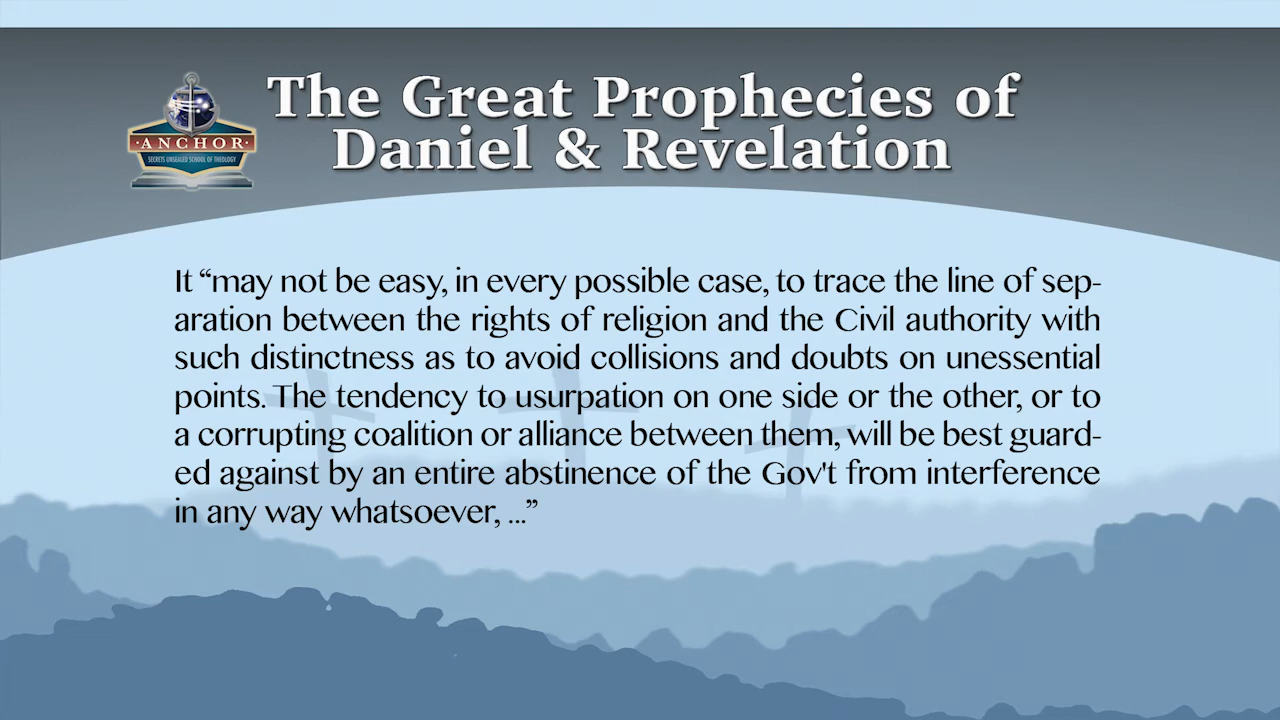 The Great Prophecies of
Daniel & Revelation
·ANCHOR·
SECRETS UNSEALED SCHOOL OF THEOLOGY
It “may not be easy, in every possible case, to trace the line of sep-
aration between the rights of religion and the Civil authority with
such distinctness as to avoid collisions and doubts on unessential
points. The tendency to usurpation on one side or the other, or to
a corrupting coalition or alliance between them, will be best guard-
ed against by an entire abstinence of the Gov't from interference
in any way whatsoever, ...”